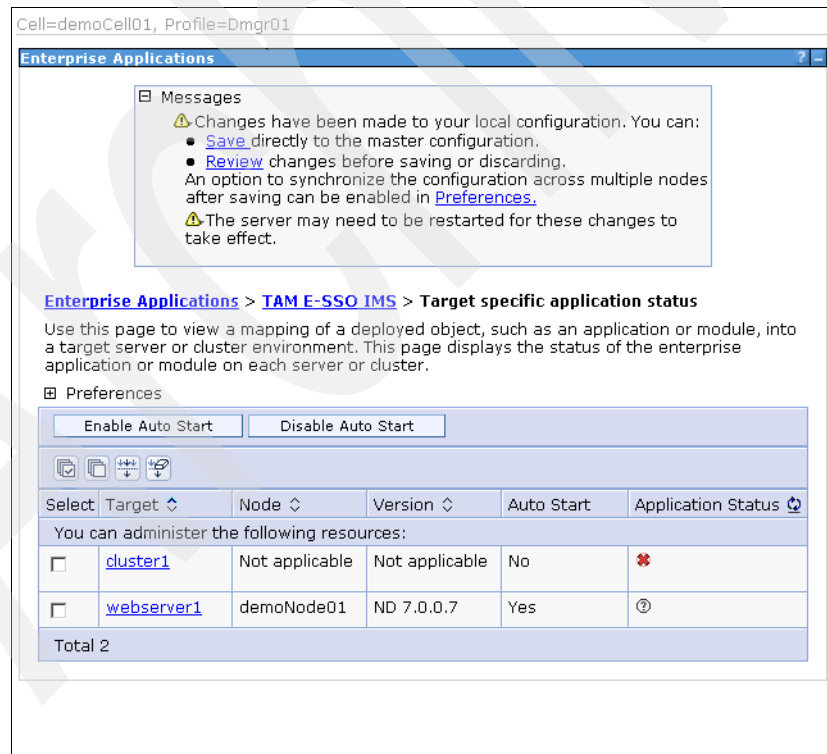 Cell=demoCell01, Profile=Dmgr01
Enterprise Applications ? –
Messages
Changes have been made to your local configuration. You can:
• Save directly to the master configuration.
• Review changes before saving or discarding.
An option to synchronize the configuration across multiple nodes
after saving can be enabled in Preferences.
The server may need to be restarted for these changes to
take effect.
Enterprise Applications > TAM E-SSO IMS > Target specific application status
Use this page to view a mapping of a deployed object, such as an application or module, into
a target server or cluster environment. This page displays the status of the enterprise
application or module on each server or cluster.
Preferences
Enable Auto Start Disable Auto Start
Select Target Node Version Auto Start Application Status
You can administer the following resources:
cluster1 Not applicable Not applicable No
webserver1 demoNode01 ND 7.0.0.7 Yes ?
Total 2